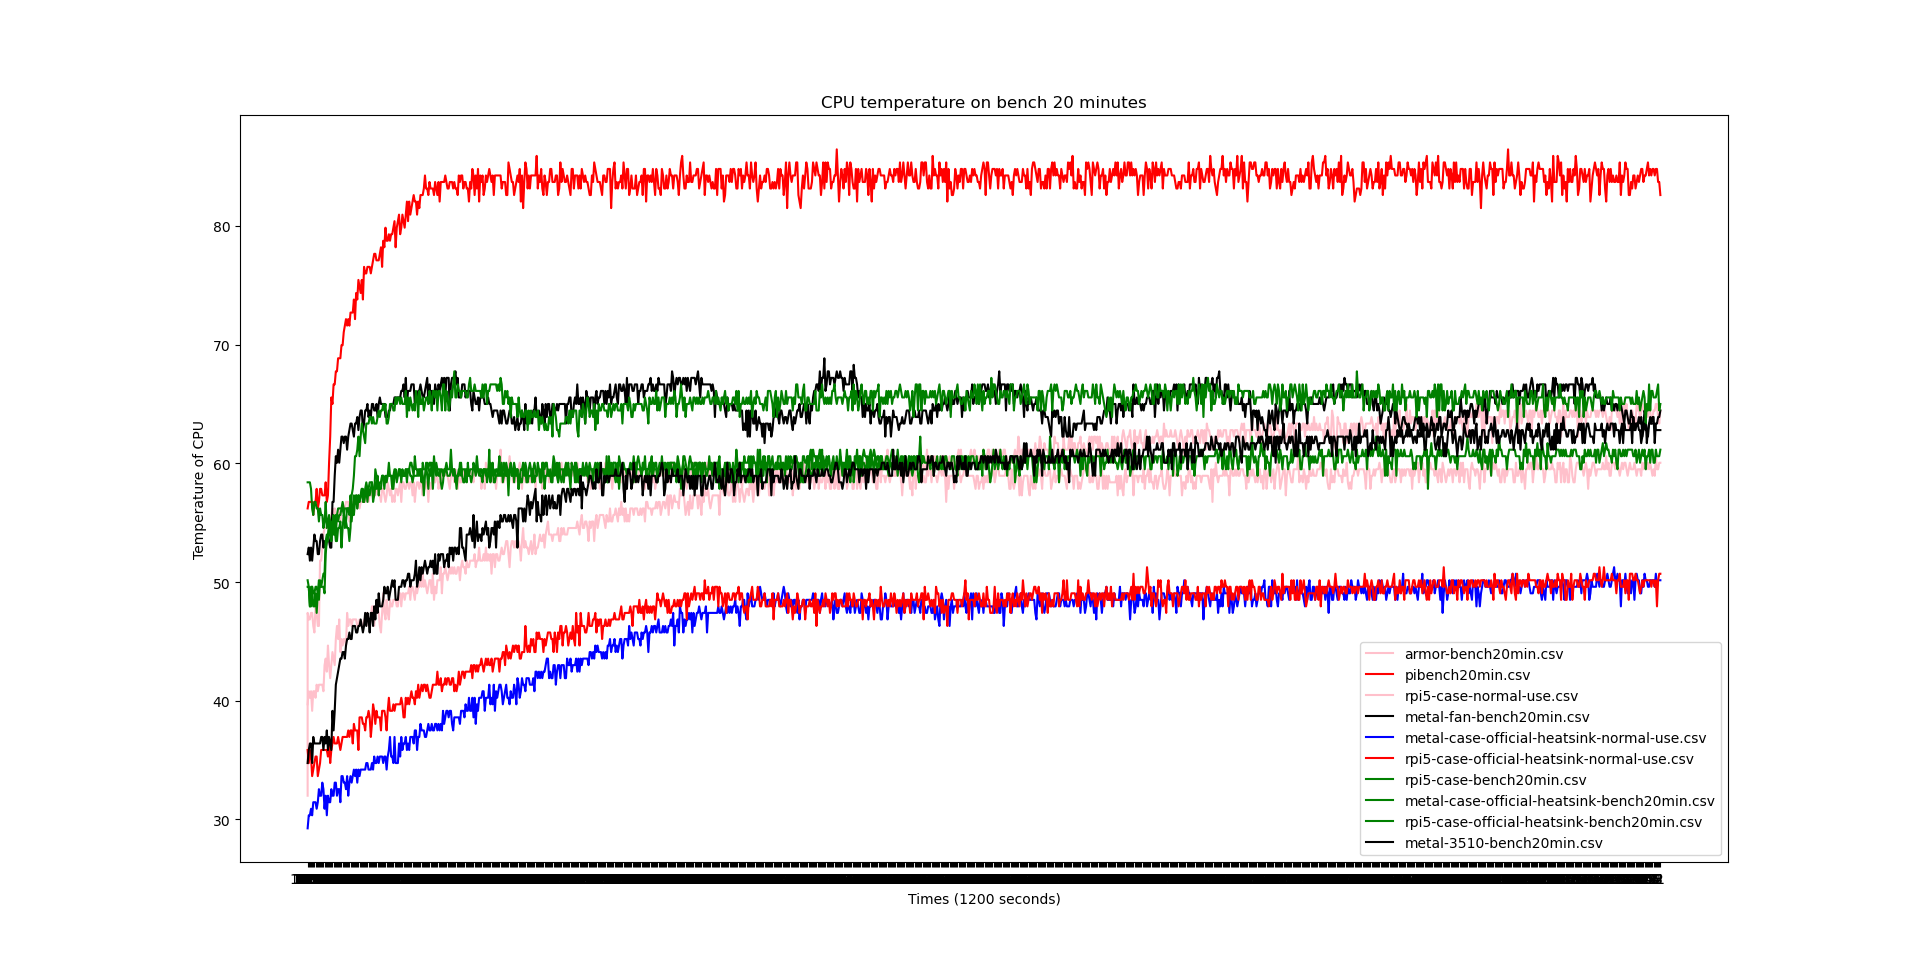 CPU temperature on bench 20 minutes
Temperature of CPU
80
70
60
50
40
30
armor-bench20min.csv
pibench20min.csv
rpi5-case-normal-use.csv
metal-fan-bench20min.csv
metal-case-official-heatsink-normal-use.csv
rpi5-case-official-heatsink-normal-use.csv
rpi5-case-bench20min.csv
metal-case-official-heatsink-bench20min.csv
rpi5-case-official-heatsink-bench20min.csv
metal-3510-bench20min.csv
Times (1200 seconds)